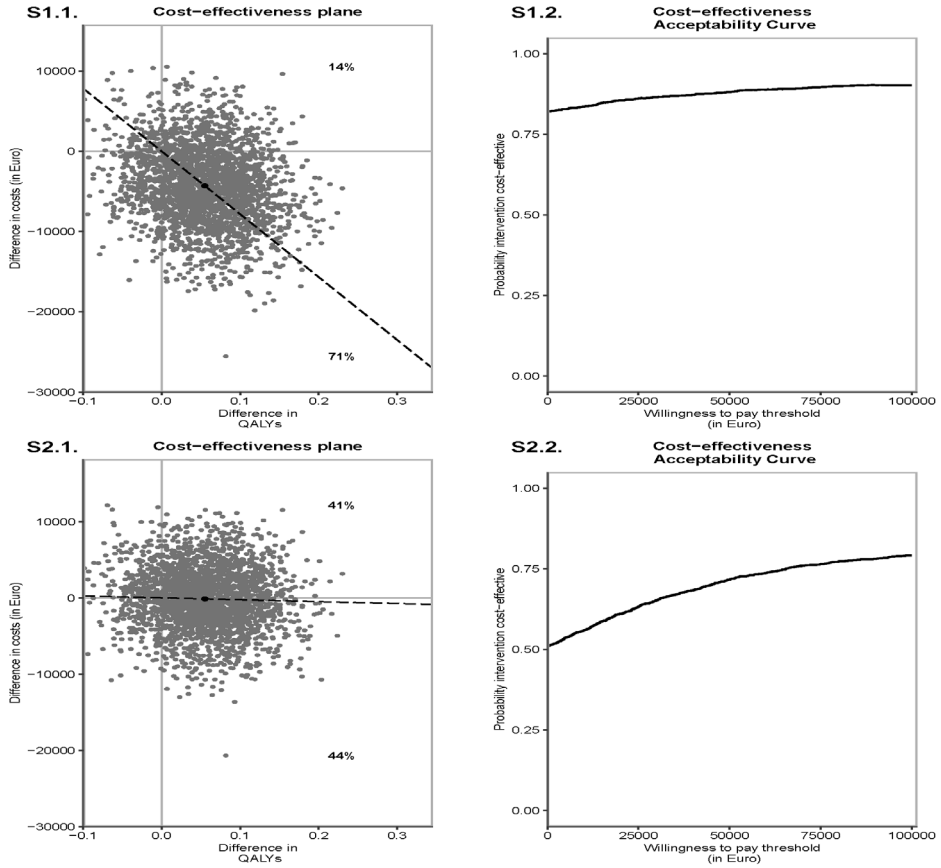 S1.1.
Cost−effectiveness plane
14%
71%
10000
0
−10000
−20000
−30000
−0.1 0.0 0.1 0.2 0.3
Difference in costs (in Euro)
Difference in
QALYs
S1.2.
Cost−effectiveness
Acceptability Curve
1.00
0.75
0.50
0.25
0.00
0 25000 50000 75000 100000
Probability intervention cost−effective
Willingness to pay threshold
(in Euro)
S2.1.
Cost−effectiveness plane
41%
44%
10000
0
−10000
−20000
−30000
−0.1 0.0 0.1 0.2 0.3
Difference in costs (in Euro)
Difference in
QALYs
S2.2.
Cost−effectiveness
Acceptability Curve
1.00
0.75
0.50
0.25
0.00
0 25000 50000 75000 100000
Probability intervention cost−effective
Willingness to pay threshold
(in Euro)